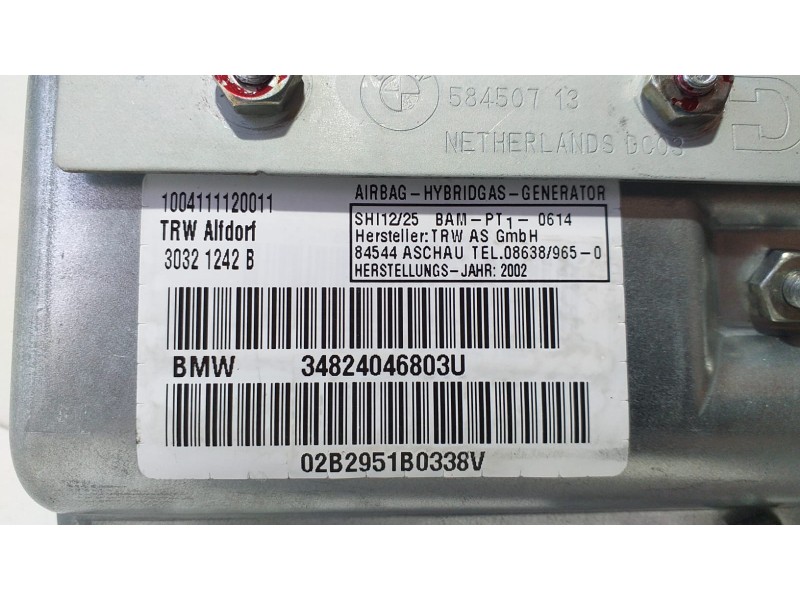 584507 13
NETHERLANDS DC03
1004111120011
TRW Alfdorf
3032 1242 B
AIRBAG-HYBRIDGAS-GENERATOR
SHI12/25 BAM-PT1-0614
Hersteller:TRW AS GmbH
84544 ASCHAU TEL.08638/965-0
HERSTELLUNGS-JAHR: 2002
BMW 34824046803U
02B2951B0338V